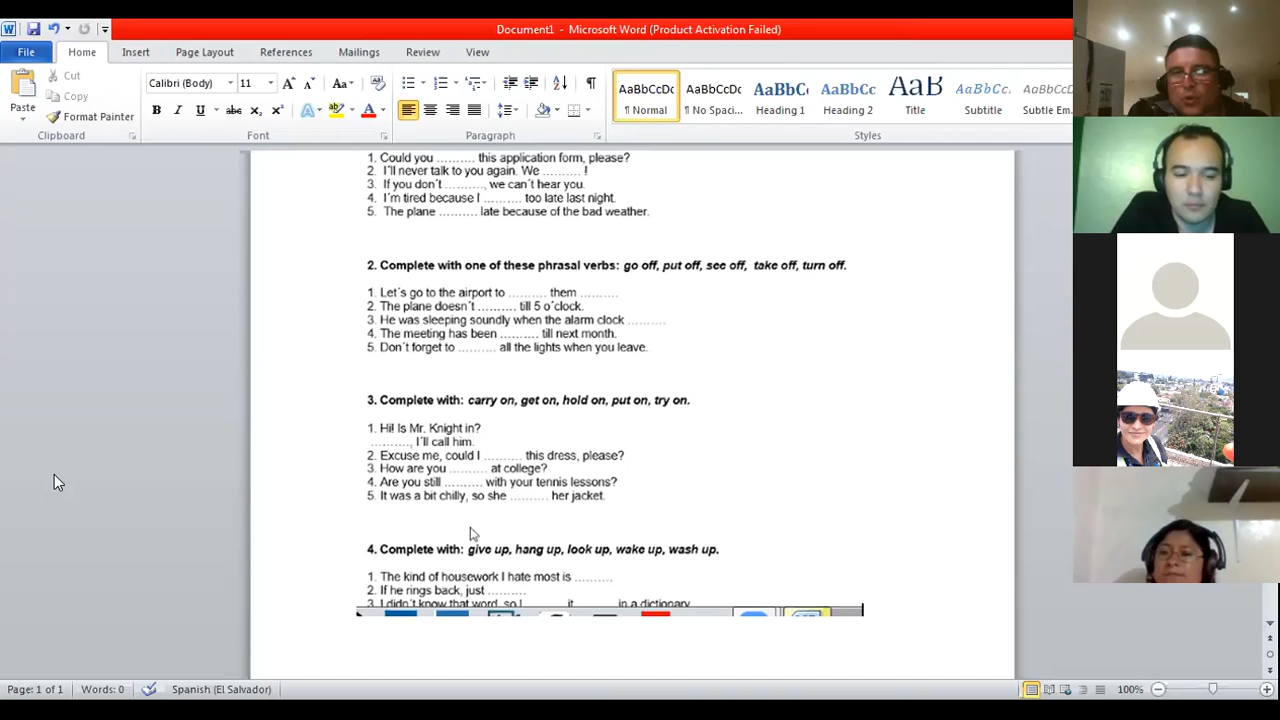 Document1 - Microsoft Word (Product Activation Failed)
File Home Insert Page Layout References Mailings Review View
Cut
Copy
Format Painter
Paste
Calibri (Body) 11
AaBbCcDc AaBbCcDc AaBbC AaBbCc AaB AaBbCc AaBbCcD
¶ Normal ¶ No Spaci... Heading 1 Heading 2 Title Subtitle Subtle Em...
Clipboard Font Paragraph Styles
1. Could you .......... this application form, please?
2. I´ll never talk to you again. We .......... !
3. If you don´t .........., we can´t hear you.
4. I´m tired because I .......... too late last night.
5. The plane .......... late because of the bad weather.
2. Complete with one of these phrasal verbs: go off, put off, see off, take off, turn off.
1. Let´s go to the airport to .......... them ..........
2. The plane doesn´t .......... till 5 o´clock.
3. He was sleeping soundly when the alarm clock ..........
4. The meeting has been .......... till next month.
5. Don´t forget to .......... all the lights when you leave.
3. Complete with: carry on, get on, hold on, put on, try on.
1. Hi! Is Mr. Knight in?
.........., I´ll call him.
2. Excuse me, could I .......... this dress, please?
3. How are you .......... at college?
4. Are you still .......... with your tennis lessons?
5. It was a bit chilly, so she .......... her jacket.
4. Complete with: give up, hang up, look up, wake up, wash up.
1. The kind of housework I hate most is ..........
2. If he rings back, just ..........
3. I didn´t know that word, so I .......... it .......... in a dictionary
Page: 1 of 1 Words: 0 Spanish (El Salvador) 100%